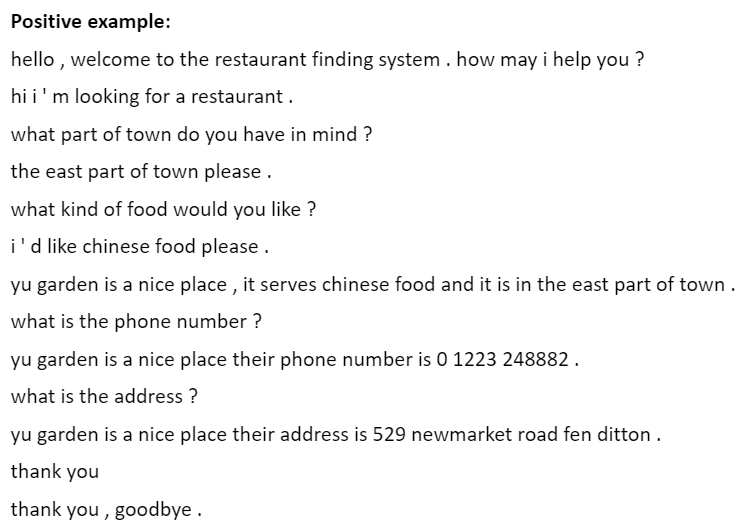 Positive example:
hello , welcome to the restaurant finding system . how may i help you ?
hi i ' m looking for a restaurant .
what part of town do you have in mind ?
the east part of town please .
what kind of food would you like ?
i ' d like chinese food please .
yu garden is a nice place , it serves chinese food and it is in the east part of town .
what is the phone number ?
yu garden is a nice place their phone number is 0 1223 248882 .
what is the address ?
yu garden is a nice place their address is 529 newmarket road fen ditton .
thank you
thank you , goodbye .